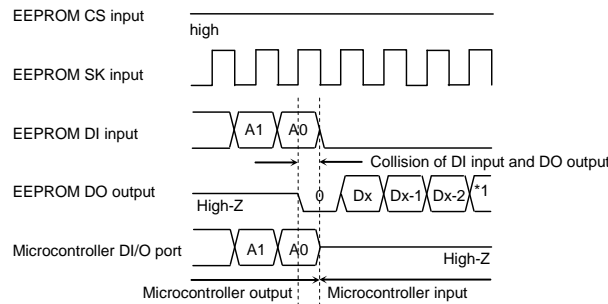 EEPROM CS input
high
EEPROM SK input
EEPROM DI input
A1 A0
Collision of DI input and DO output
EEPROM DO output
High-Z
0 Dx Dx-1 Dx-2 *1
Microcontroller DI/O port
A1 A0
High-Z
Microcontroller output Microcontroller input